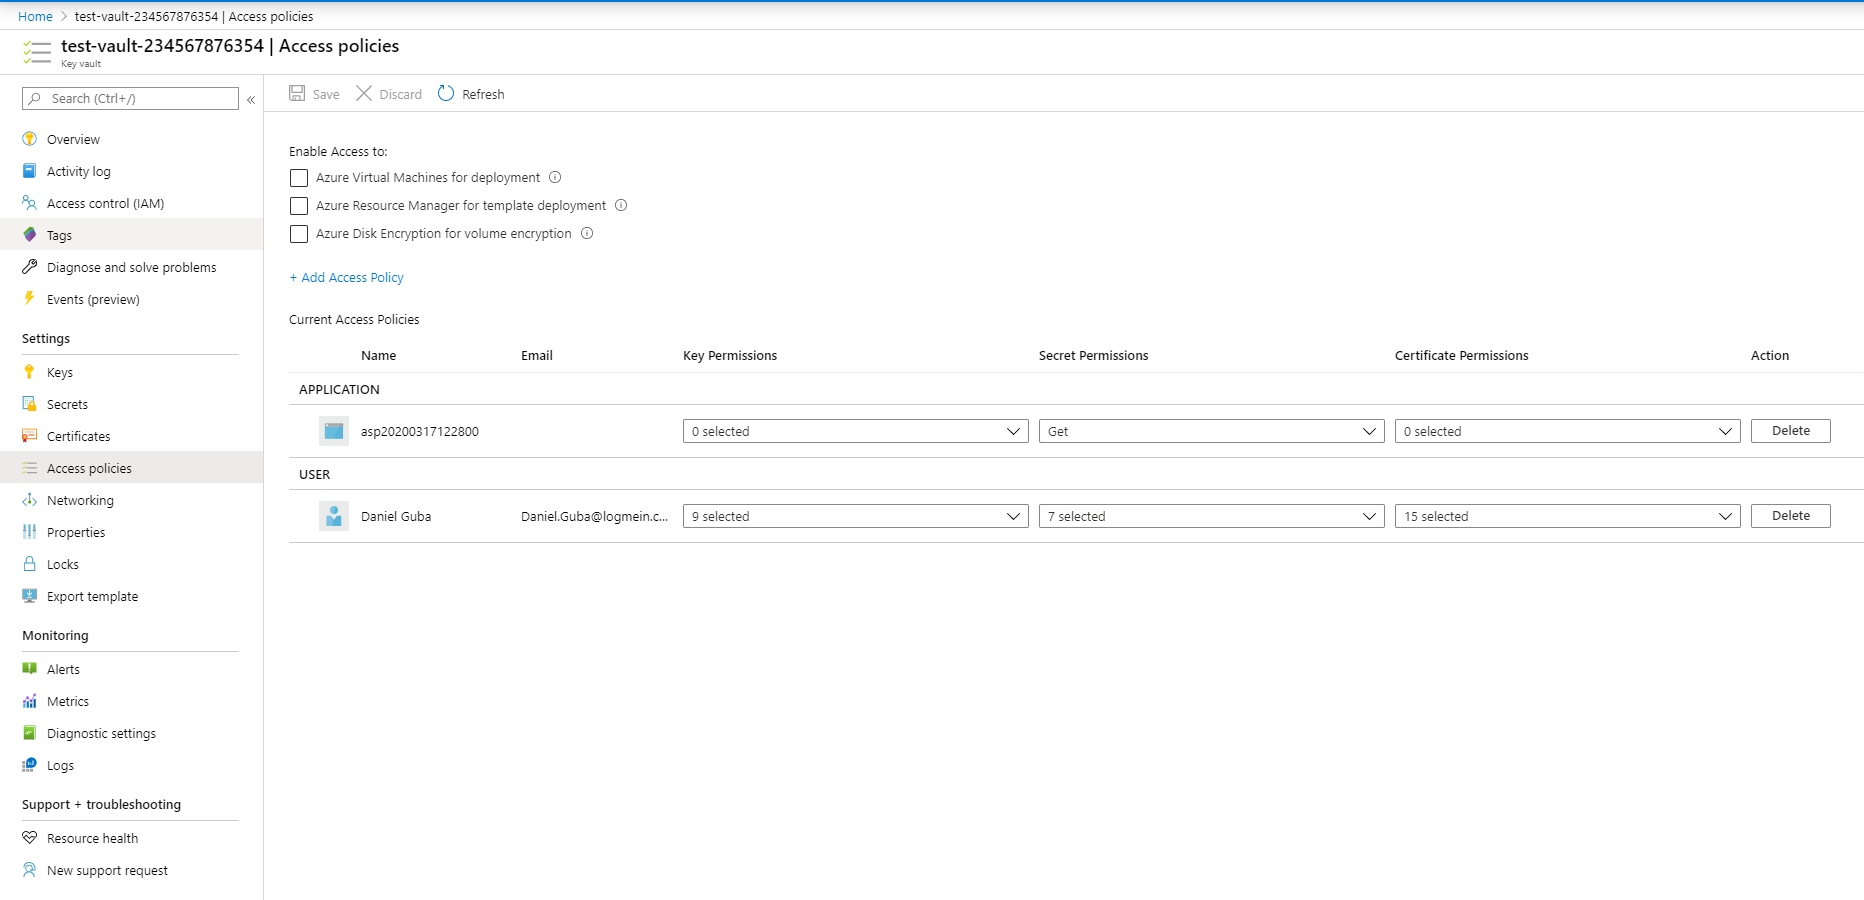 Home > test-vault-234567876354 | Access policies
test-vault-234567876354 | Access policies
Key vault
Search (Ctrl+/)
«
Overview
Activity log
Access control (IAM)
Tags
Diagnose and solve problems
Events (preview)
Settings
Keys
Secrets
Certificates
Access policies
Networking
Properties
Locks
Export template
Monitoring
Alerts
Metrics
Diagnostic settings
Logs
Support + troubleshooting
Resource health
New support request
Save Discard Refresh
Enable Access to:
Azure Virtual Machines for deployment
Azure Resource Manager for template deployment
Azure Disk Encryption for volume encryption
+ Add Access Policy
Current Access Policies
Name Email Key Permissions Secret Permissions Certificate Permissions Action
APPLICATION
asp20200317122800 0 selected Get 0 selected Delete
USER
Daniel Guba Daniel.Guba@logmein.c... 9 selected 7 selected 15 selected Delete